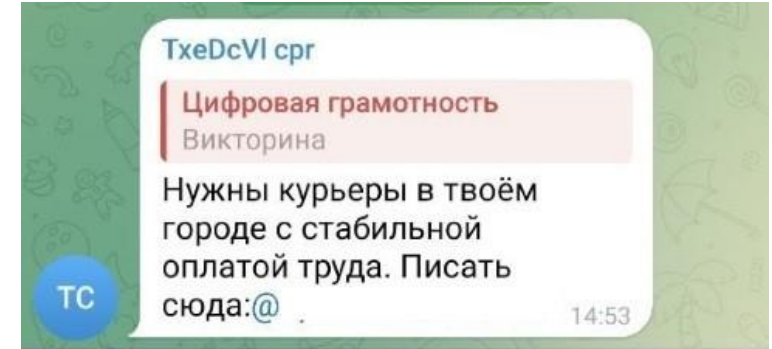 TxeDcVl cpr
Цифровая грамотность
Викторина
Нужны курьеры в твоём
городе с стабильной
оплатой труда. Писать
сюда:@
14:53
TC